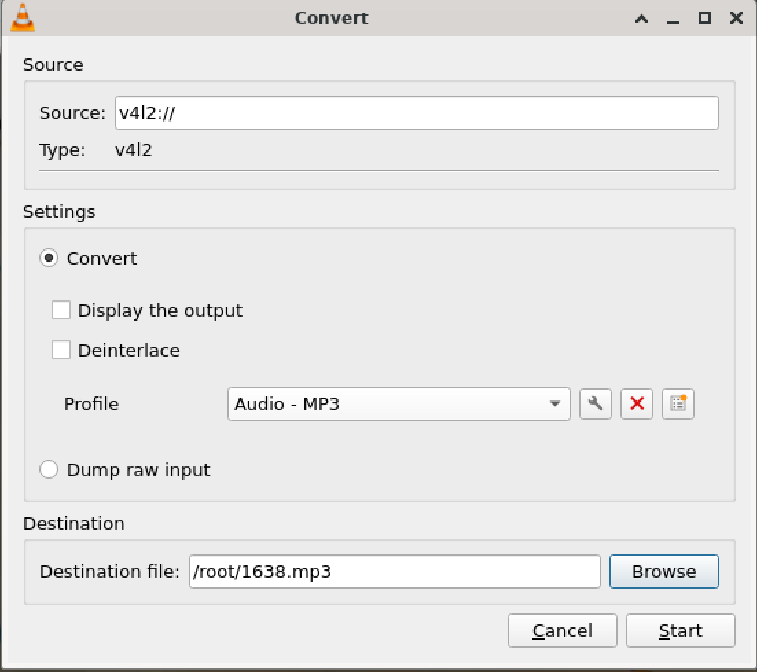 Convert
Source
Source: v4l2://
Type: v4l2
Settings
Convert
Display the output
Deinterlace
Profile Audio - MP3
Dump raw input
Destination
Destination file: /root/1638.mp3 Browse
Cancel Start